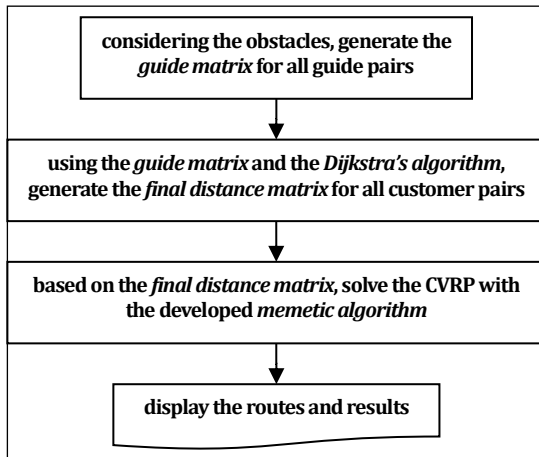 considering the obstacles, generate the
guide matrix for all guide pairs
using the guide matrix and the Dijkstra's algorithm,
generate the final distance matrix for all customer pairs
based on the final distance matrix, solve the CVRP with
the developed memetic algorithm
display the routes and results